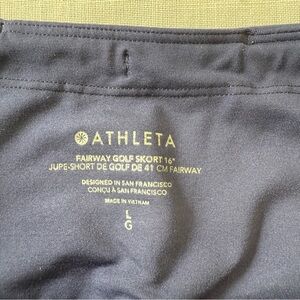 ATHLETA
FAIRWAY GOLF SKORT 16"
JUPE-SHORT DE GOLF DE 41 CM FAIRWAY
DESIGNED IN SAN FRANCISCO
CONÇU À SAN FRANCISCO
MADE IN VIETNAM
L
G